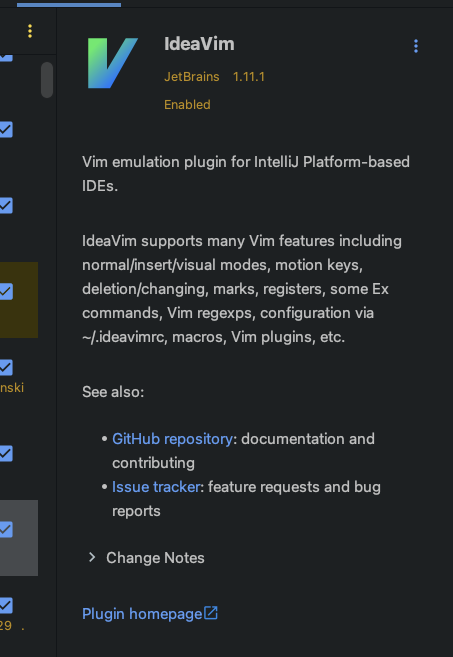 IdeaVim
JetBrains 1.11.1
Enabled
Vim emulation plugin for IntelliJ Platform-based
IDEs.
IdeaVim supports many Vim features including
normal/insert/visual modes, motion keys,
deletion/changing, marks, registers, some Ex
commands, Vim regexps, configuration via
~/.ideavimrc, macros, Vim plugins, etc.
nski
See also:
• GitHub repository: documentation and
contributing
• Issue tracker: feature requests and bug
reports
Change Notes
Plugin homepage
29 .